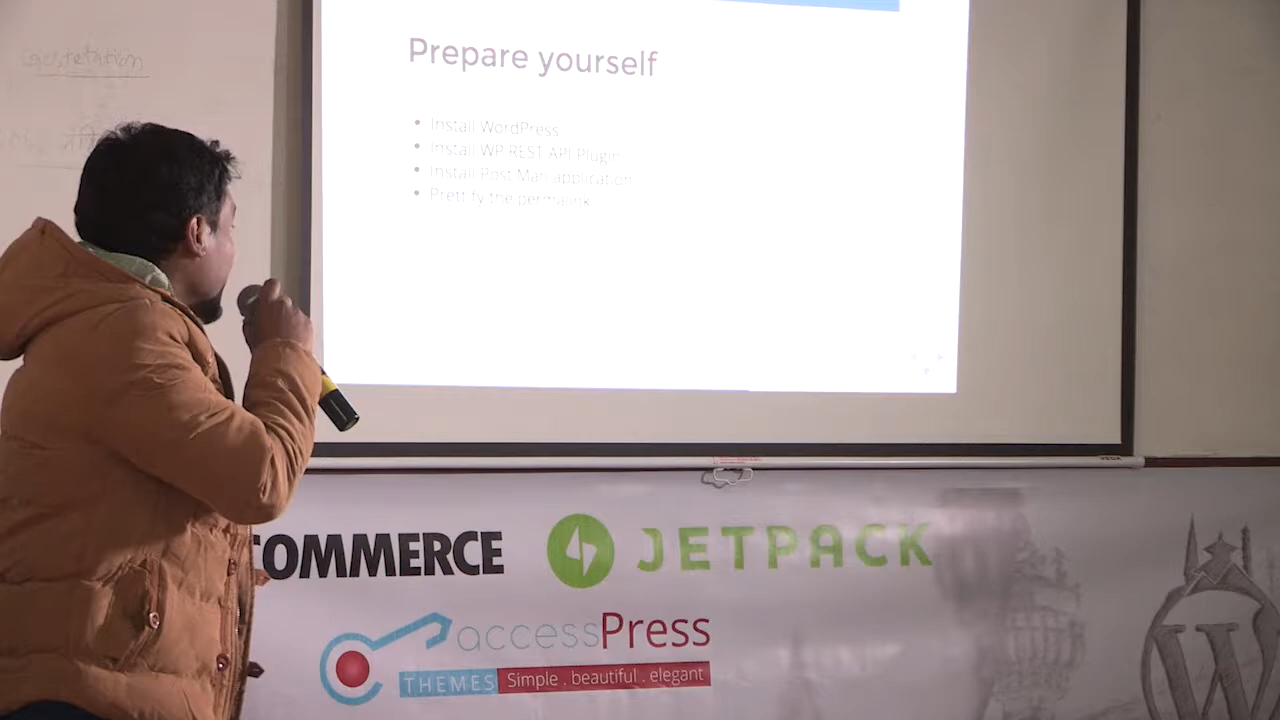 Prepare yourself
Install WordPress
Install WP REST API Plugin
Install Post Man application
Prettify the permalink
COMMERCE
JETPACK
accessPress
THEMES Simple . beautiful . elegant
W